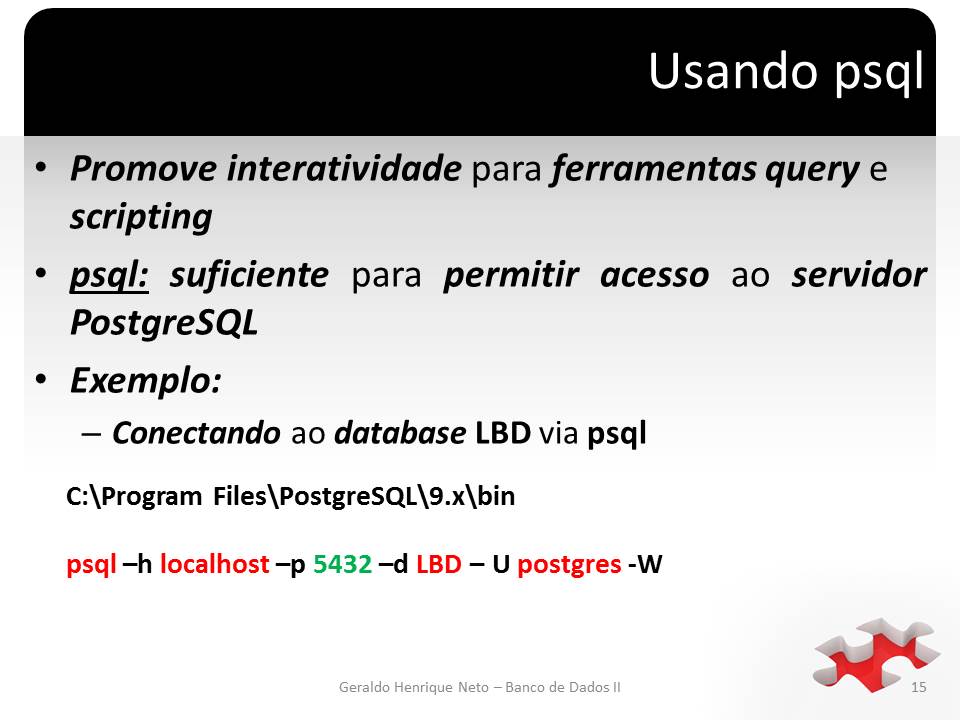 Usando psql
• Promove interatividade para ferramentas query e
scripting
• psql: suficiente para permitir acesso ao servidor
PostgreSQL
• Exemplo:
– Conectando ao database LBD via psql
C:\Program Files\PostgreSQL\9.x\bin
psql –h localhost –p 5432 –d LBD – U postgres -W
Geraldo Henrique Neto – Banco de Dados II
15